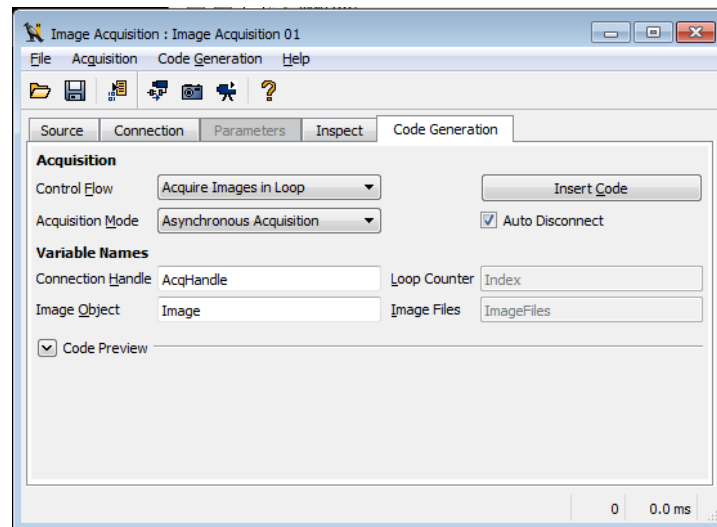 Image Acquisition : Image Acquisition 01
File Acquisition Code Generation Help
Source Connection Parameters Inspect Code Generation
Acquisition
Control Flow Acquire Images in Loop Insert Code
Acquisition Mode Asynchronous Acquisition Auto Disconnect
Variable Names
Connection Handle AcqHandle Loop Counter Index
Image Object Image Image Files ImageFiles
Code Preview
0 0.0 ms